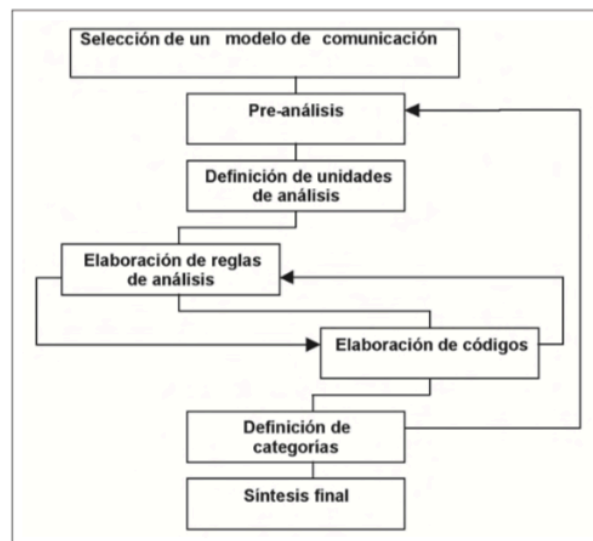 Selección de un modelo de comunicación
Pre-análisis
Definición de unidades
de análisis
Elaboración de reglas
de análisis
Elaboración de códigos
Definición de
categorías
Síntesis final